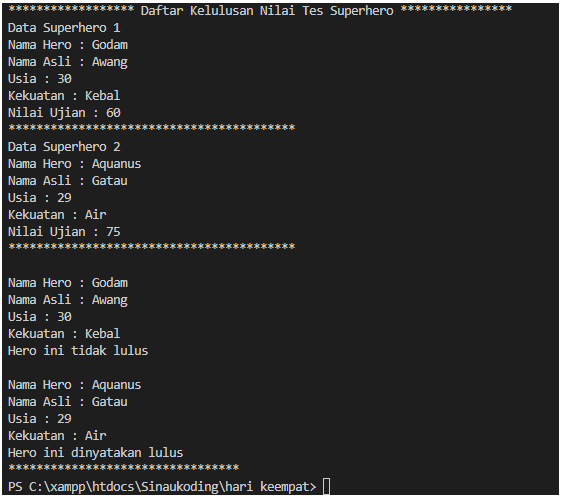 ****************** Daftar Kelulusan Nilai Tes Superhero ****************
Data Superhero 1
Nama Hero : Godam
Nama Asli : Awang
Usia : 30
Kekuatan : Kebal
Nilai Ujian : 60
*****************************************
Data Superhero 2
Nama Hero : Aquanus
Nama Asli : Gatau
Usia : 29
Kekuatan : Air
Nilai Ujian : 75
*****************************************
Nama Hero : Godam
Nama Asli : Awang
Usia : 30
Kekuatan : Kebal
Hero ini tidak lulus
Nama Hero : Aquanus
Nama Asli : Gatau
Usia : 29
Kekuatan : Air
Hero ini dinyatakan lulus
*********************************
PS C:\xampp\htdocs\Sinaukoding\hari keempat>